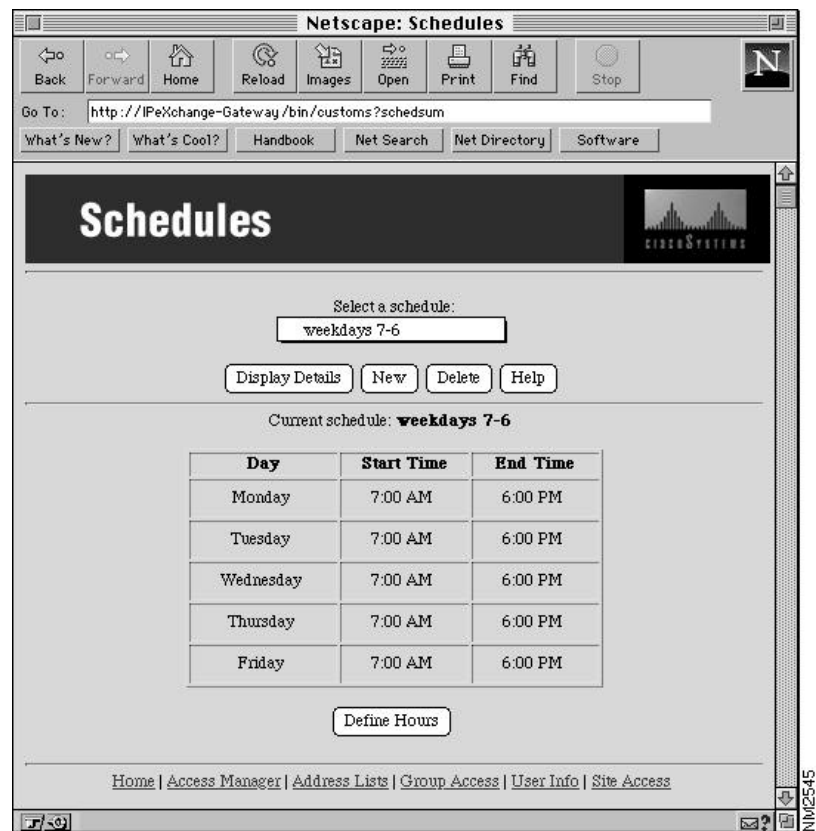 Netscape: Schedules
Back Forward Home Reload Images Open Print Find Stop
N
Go To: http://IPeXchange-Gateway/bin/customs?schedsum
What's New? What's Cool? Handbook Net Search Net Directory Software
Schedules
CISCO SYSTEMS
Select a schedule:
weekdays 7-6
Display Details New Delete Help
Current schedule: weekdays 7-6
Day Start Time End Time
Monday 7:00 AM 6:00 PM
Tuesday 7:00 AM 6:00 PM
Wednesday 7:00 AM 6:00 PM
Thursday 7:00 AM 6:00 PM
Friday 7:00 AM 6:00 PM
Define Hours
Home | Access Manager | Address Lists | Group Access | User Info | Site Access
?
NM2545